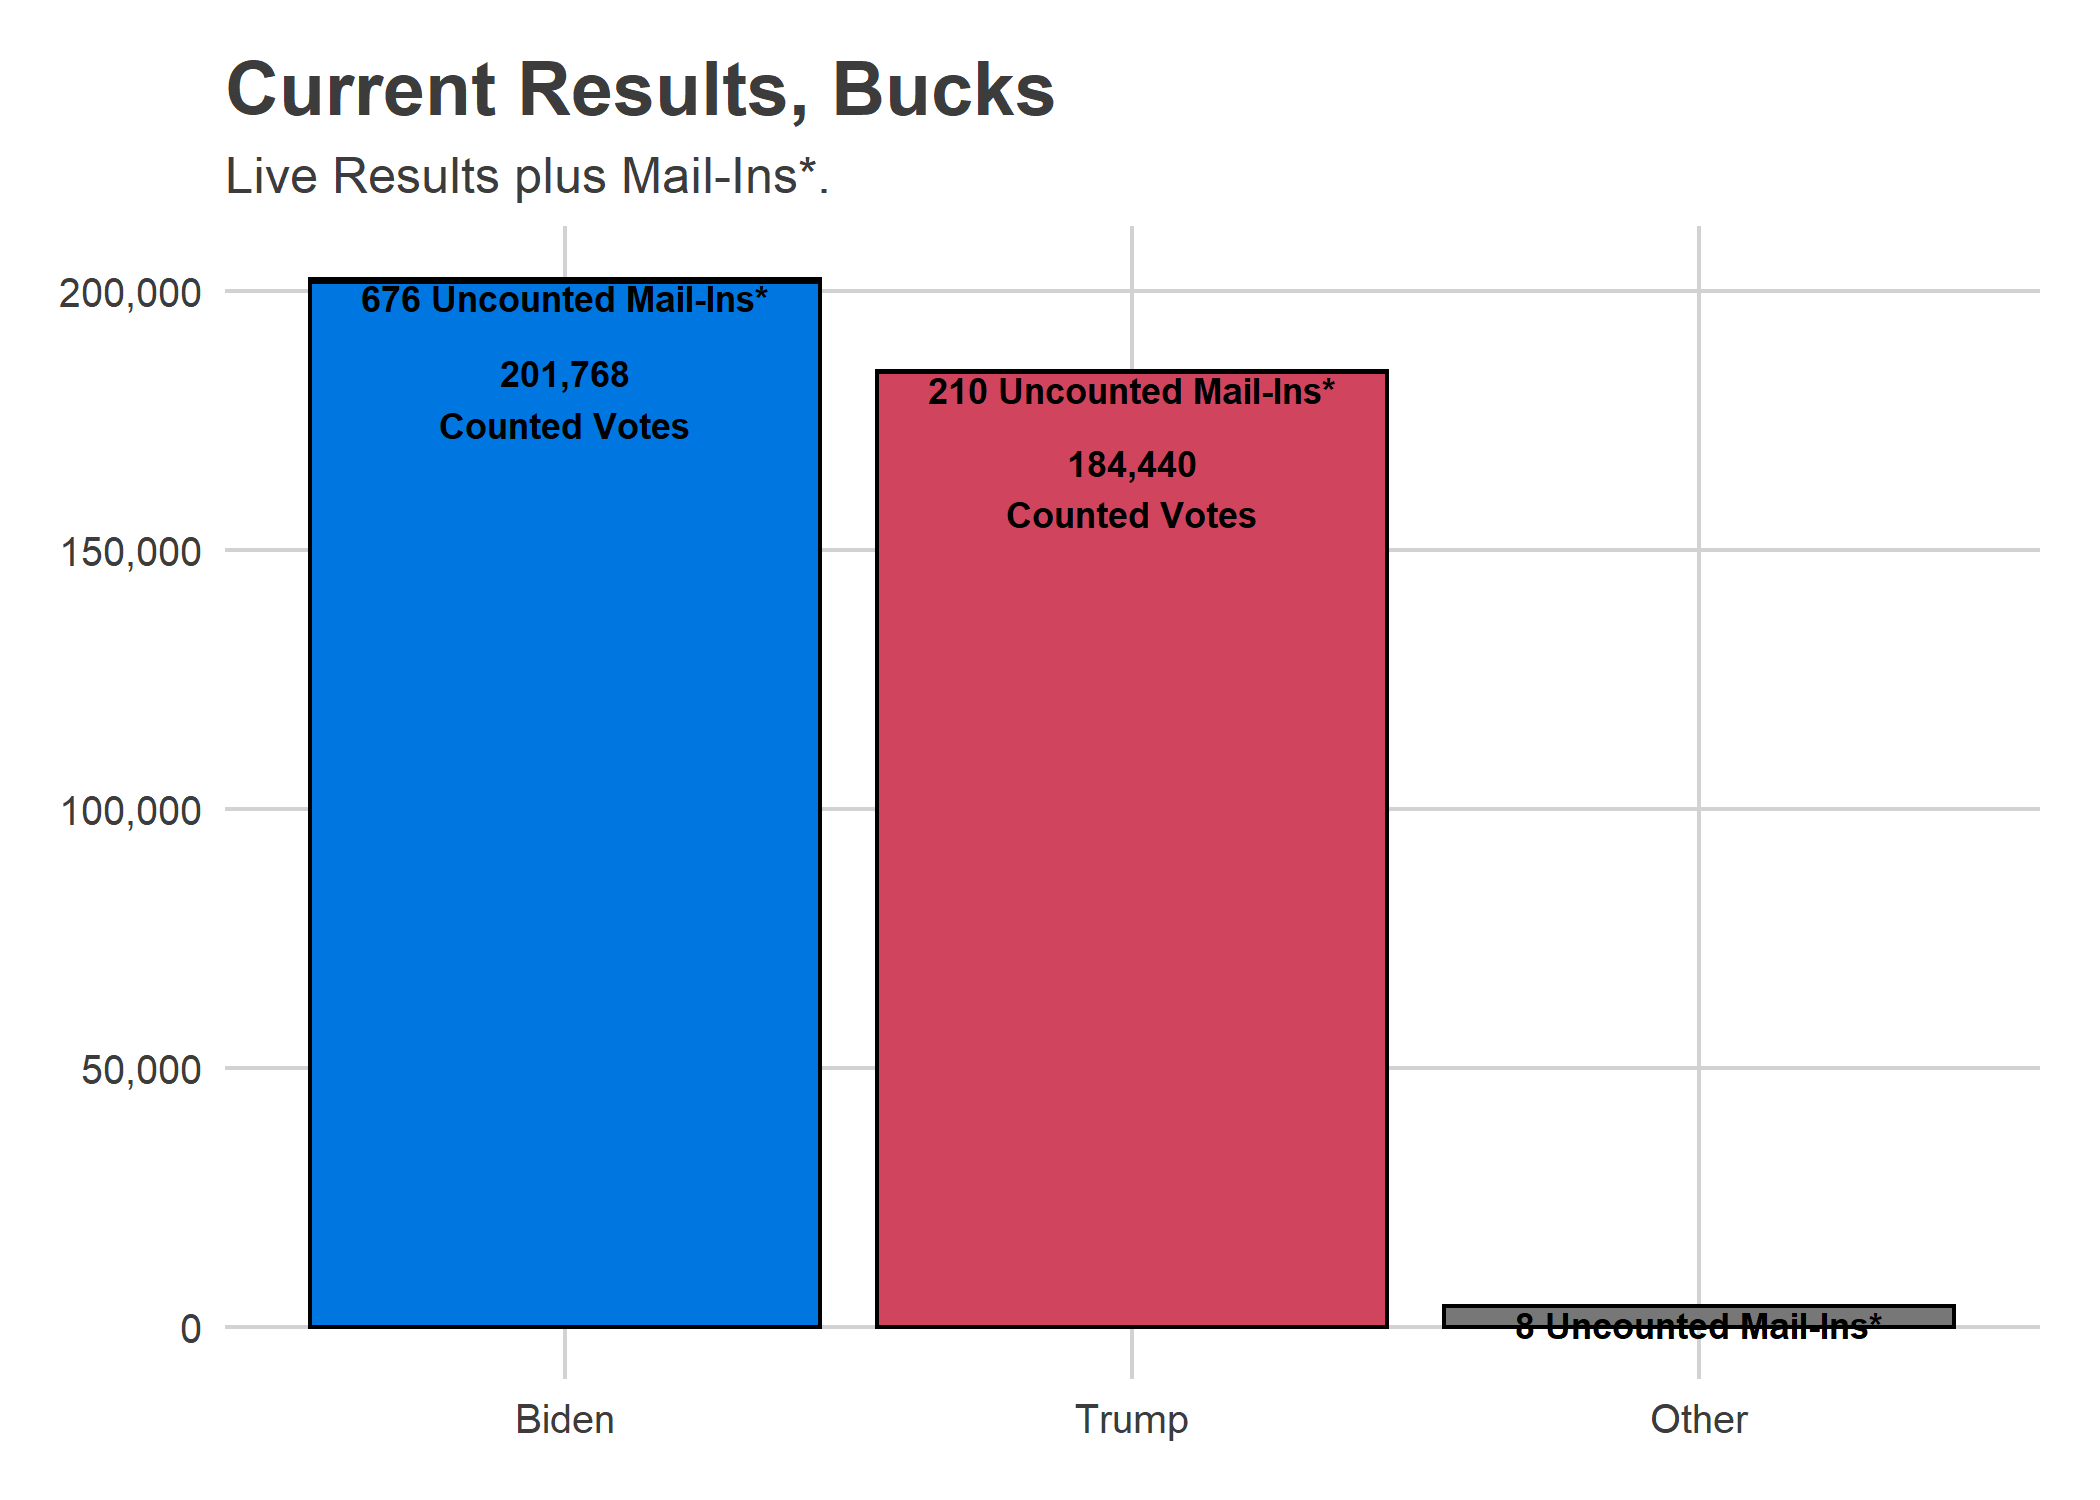 Current Results, Bucks
Live Results plus Mail-Ins*.
200,000
150,000
100,000
50,000
0
676 Uncounted Mail-Ins*
201,768
Counted Votes
210 Uncounted Mail-Ins*
184,440
Counted Votes
8 Uncounted Mail-Ins*
Biden
Trump
Other